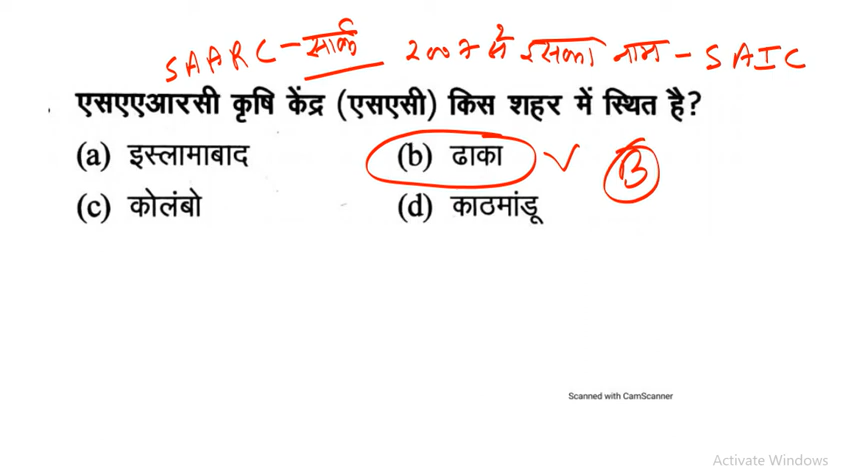 SAARC - सार्क 2007 में इसका नाम - SAIC
एसएएआरसी कृषि केंद्र (एसएसी) किस शहर में स्थित है?
(a) इस्लामाबाद (b) ढाका B
(c) कोलंबो (d) काठमांडू
Scanned with CamScanner
Activate Windows